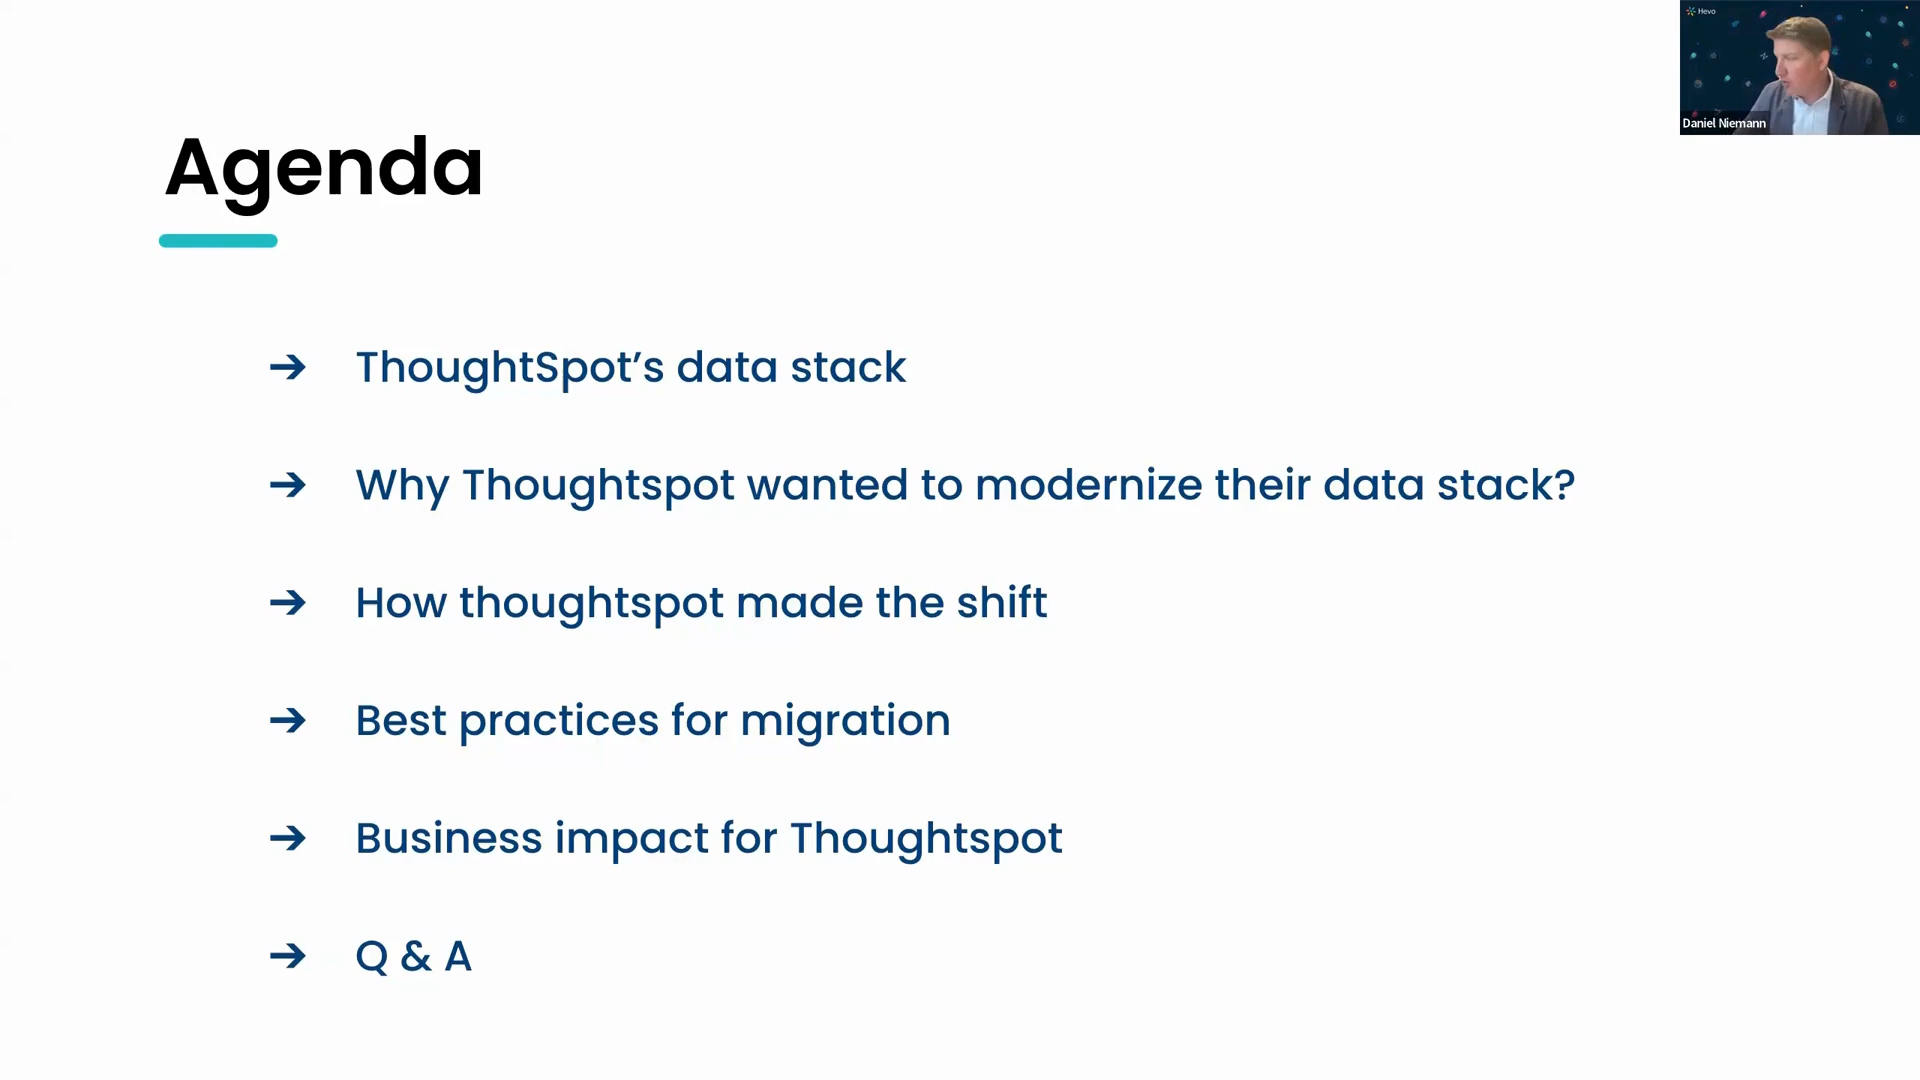 Hevo
Daniel Niemann
Agenda
➔ ThoughtSpot’s data stack
➔ Why Thoughtspot wanted to modernize their data stack?
➔ How thoughtspot made the shift
➔ Best practices for migration
➔ Business impact for Thoughtspot
➔ Q & A